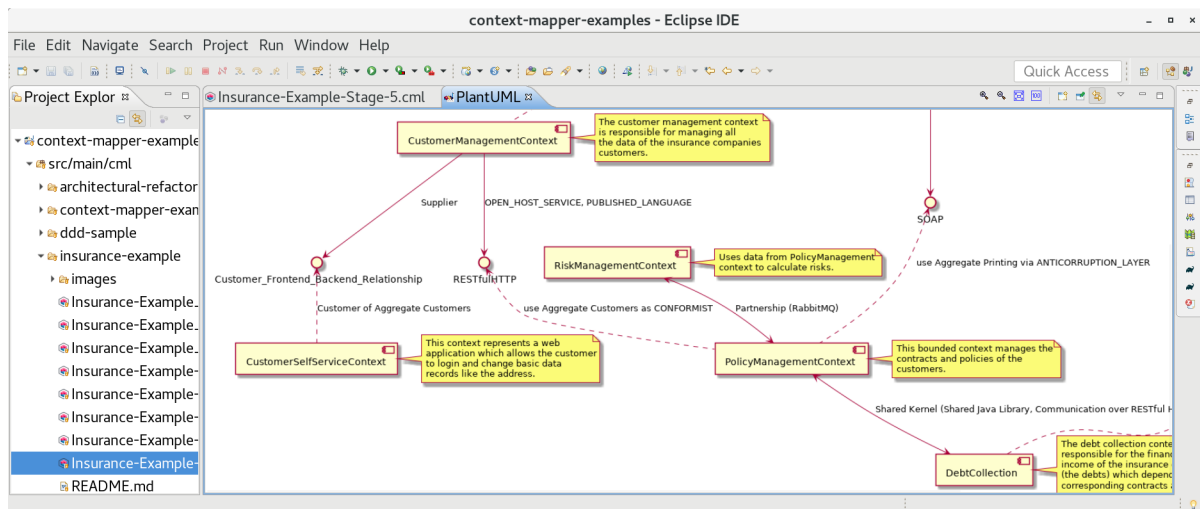 context-mapper-examples - Eclipse IDE
File Edit Navigate Search Project Run Window Help
Quick Access
Project Explor
Insurance-Example-Stage-5.cml
PlantUML
context-mapper-example
src/main/cml
architectural-refactor
context-mapper-exam
ddd-sample
insurance-example
images
Insurance-Example.
Insurance-Example
Insurance-Example.
Insurance-Example-
Insurance-Example-
Insurance-Example-
Insurance-Example-
Insurance-Example-
README.md
CustomerManagementContext
The customer management context
is responsible for managing all
the data of the insurance companies
customers.
Supplier
OPEN_HOST_SERVICE, PUBLISHED_LANGUAGE
SOAP
Customer_Frontend_Backend_Relationship
RESTfulHTTP
RiskManagementContext
Uses data from PolicyManagement
context to calculate risks.
use Aggregate Printing via ANTICORRUPTION_LAYER
Customer of Aggregate Customers
use Aggregate Customers as CONFORMIST
Partnership (RabbitMQ)
CustomerSelfServiceContext
This context represents a web
application which allows the customer
to login and change basic data
records like the address.
PolicyManagementContext
This bounded context manages the
contracts and policies of the
customers.
Shared Kernel (Shared Java Library, Communication over RESTful H
DebtCollection
The debt collection conte
responsible for the finan
income of the insurance
(the debts) which depen
corresponding contracts